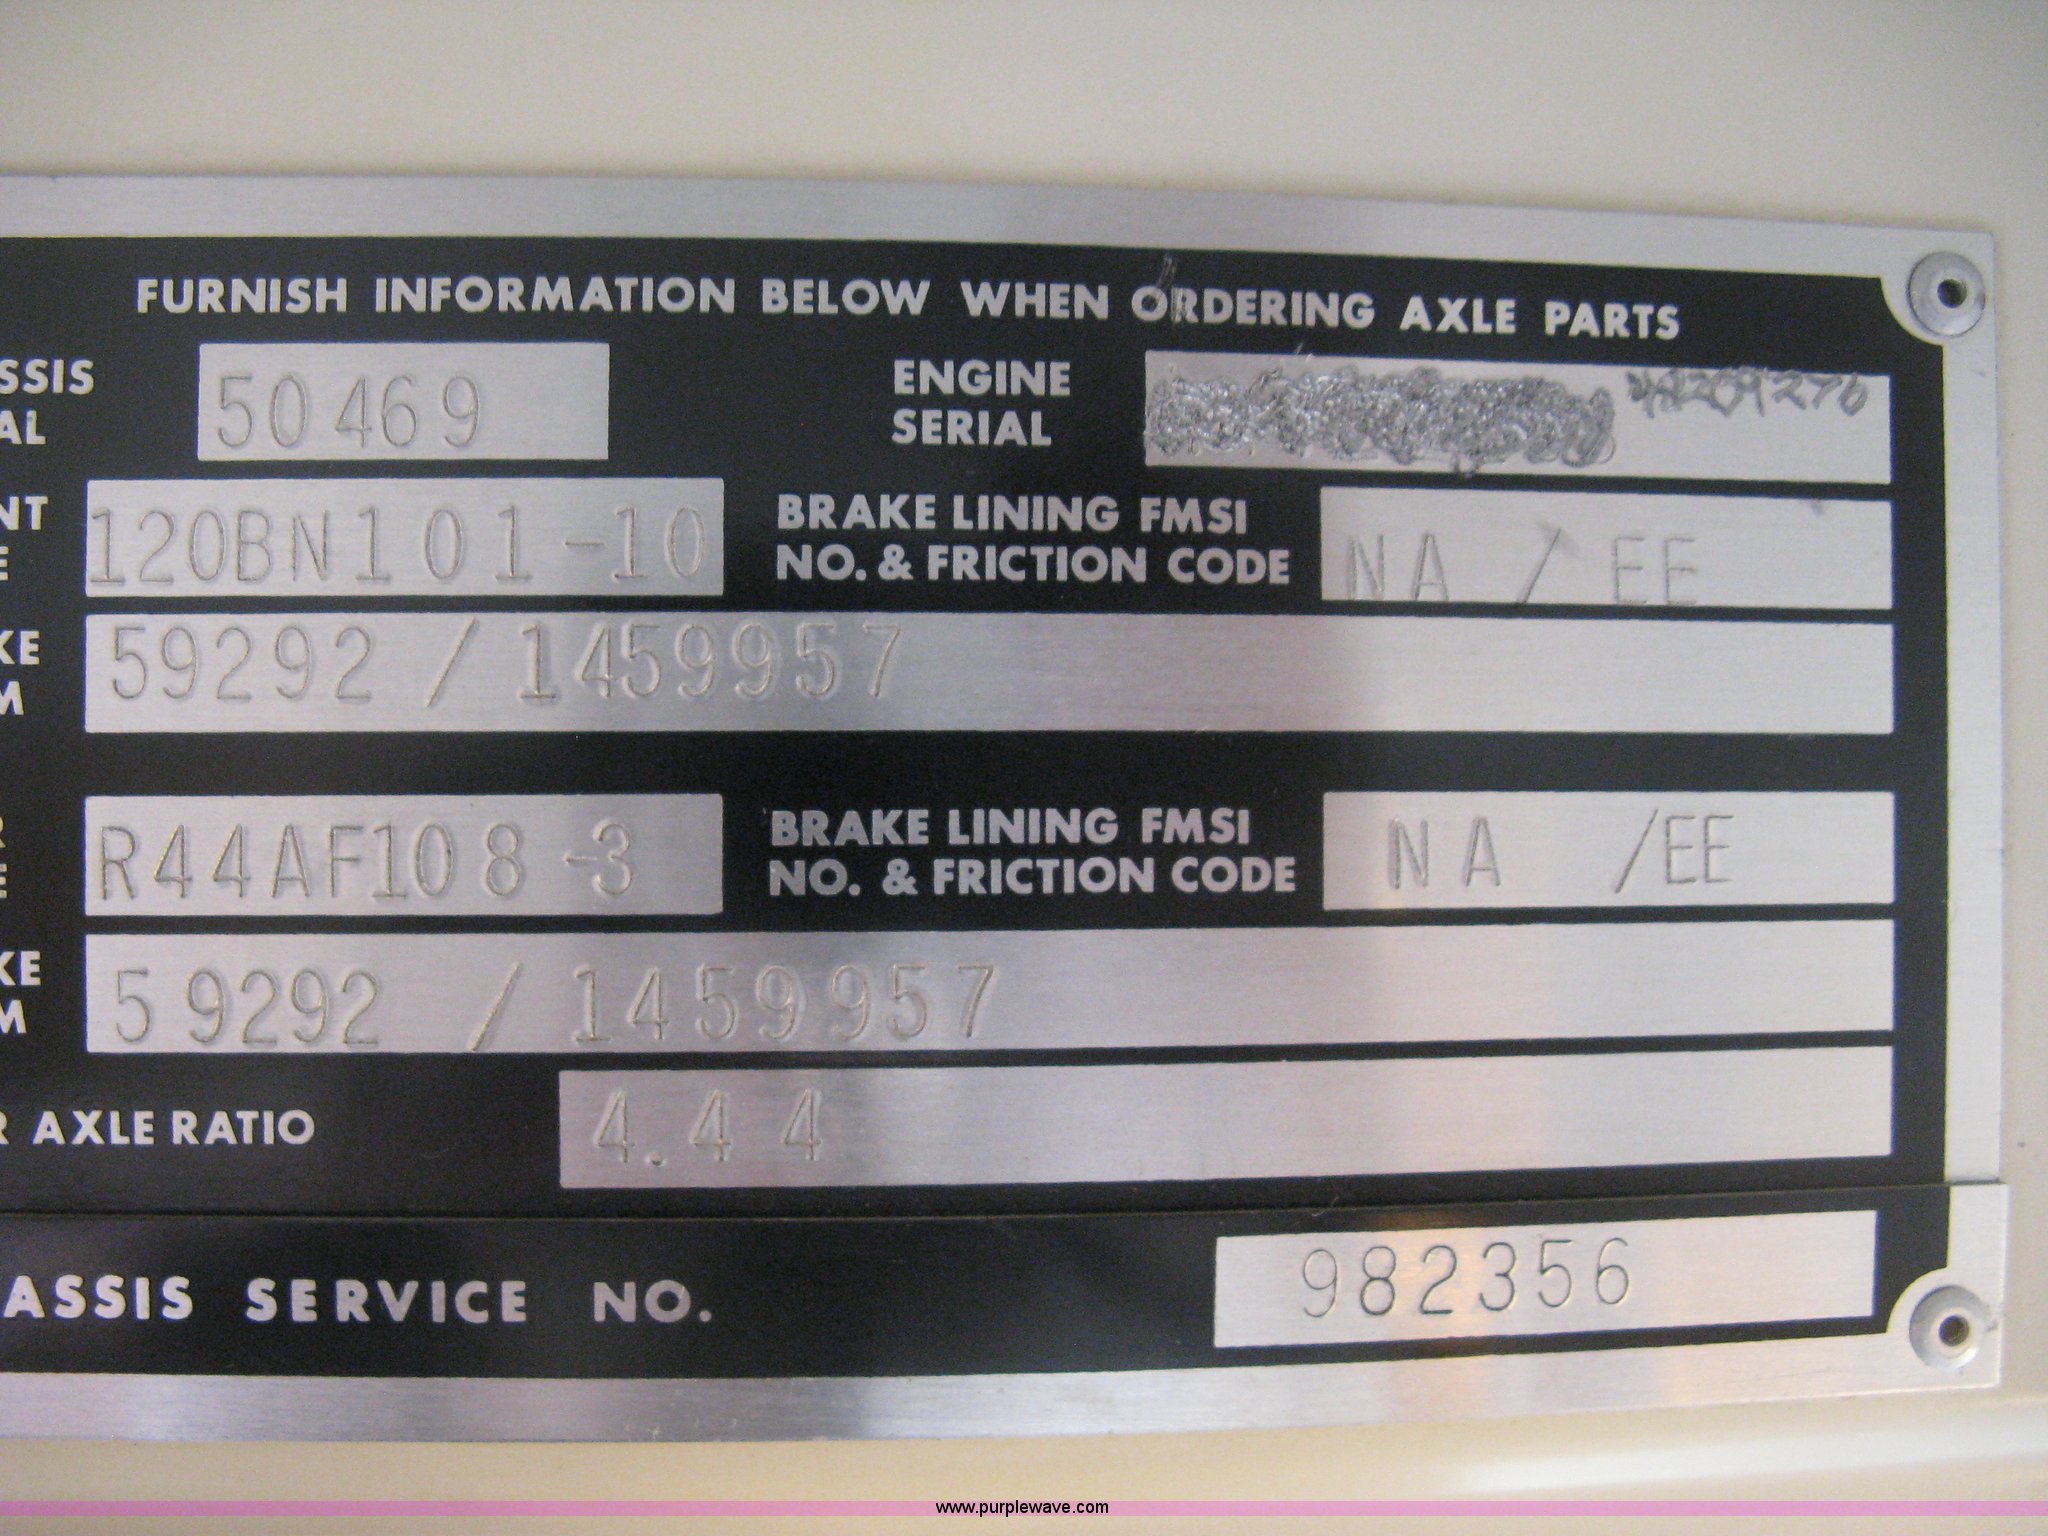 FURNISH INFORMATION BELOW WHEN ORDERING AXLE PARTS
SSIS
AL
50469
ENGINE
SERIAL
NT
E
120BN101-10
BRAKE LINING FMSI
NO. & FRICTION CODE
NA / EE
KE
M
59292 / 1459957
R
E
R44AF108-3
BRAKE LINING FMSI
NO. & FRICTION CODE
NA /EE
KE
M
59292 / 1459957
R AXLE RATIO
4.44
ASSIS SERVICE NO.
982356
www.purplewave.com